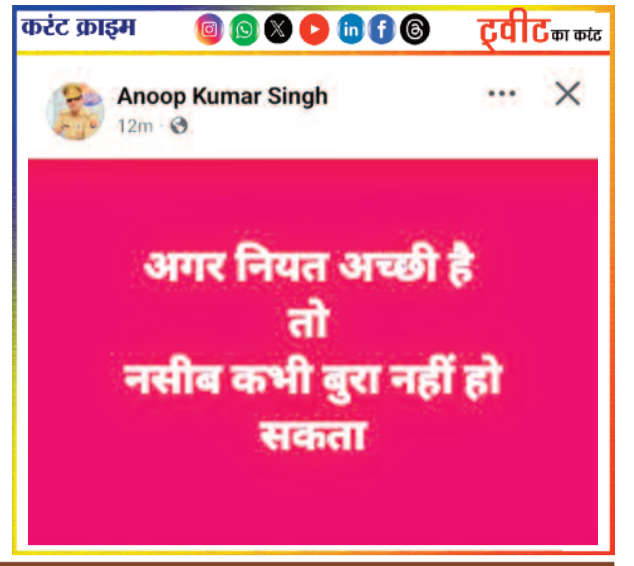 करंट क्राइम
ट्वीट का करंट
Anoop Kumar Singh
12m
अगर नियत अच्छी है
तो
नसीब कभी बुरा नहीं हो
सकता